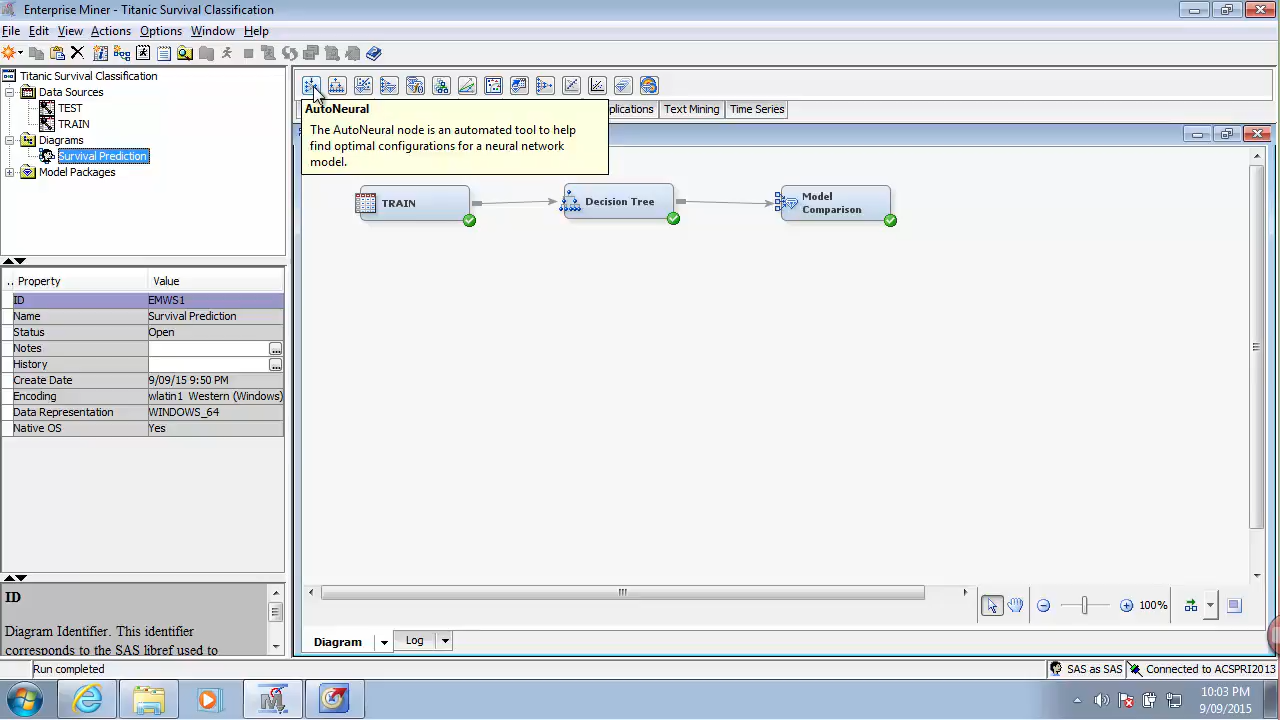 Enterprise Miner - Titanic Survival Classification
File Edit View Actions Options Window Help
Titanic Survival Classification
Data Sources
TEST
TRAIN
Diagrams
Survival Prediction
Model Packages
plications Text Mining Time Series
AutoNeural
The AutoNeural node is an automated tool to help
find optimal configurations for a neural network
model.
TRAIN
Decision Tree
Model
Comparison
.. Property Value
ID EMWS1
Name Survival Prediction
Status Open
Notes ...
History ...
Create Date 9/09/15 9:50 PM
Encoding wlatin1 Western (Windows)
Data Representation WINDOWS_64
Native OS Yes
ID
Diagram Identifier. This identifier
corresponds to the SAS libref used to
100%
Diagram Log
Run completed
SAS as SAS Connected to ACSPRI2013
10:03 PM
9/09/2015